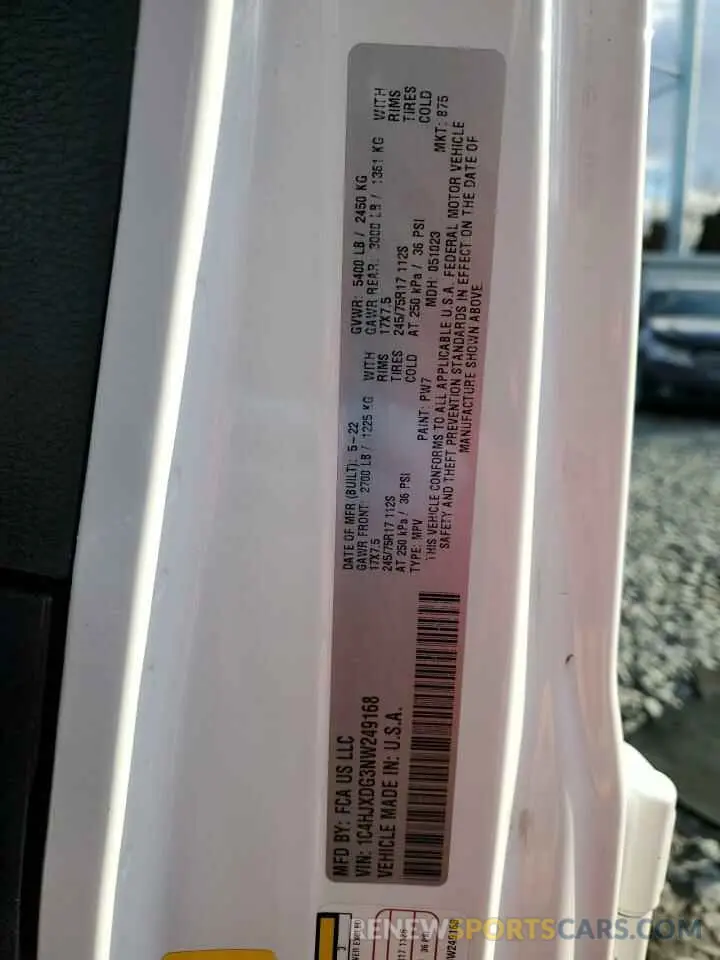 MFD BY: FCA US LLC
VIN: 1C4HJXDG3NW249168
VEHICLE MADE IN: U.S.A.
DATE OF MFR (BUILT): 5-22
GAWR FRONT: 2700 LB / 1225 KG WITH
17X7.5 RIMS
245/75R17 112S TIRES
AT 250 kPa / 36 PSI COLD
TYPE: MPV PAINT: PW7
GVWR: 5400 LB / 2450 KG
GAWR REAR: 3000 LB / 1361 KG WITH
17X7.5 RIMS
245/75R17 112S TIRES
AT 250 kPa / 36 PSI COLD
MDH: 051023 MKT: 875
THIS VEHICLE CONFORMS TO ALL APPLICABLE U.S.A. FEDERAL MOTOR VEHICLE
SAFETY AND THEFT PREVENTION STANDARDS IN EFFECT ON THE DATE OF
MANUFACTURE SHOWN ABOVE
36 PSI
W249168
RENEWSPORTSCARS.COM